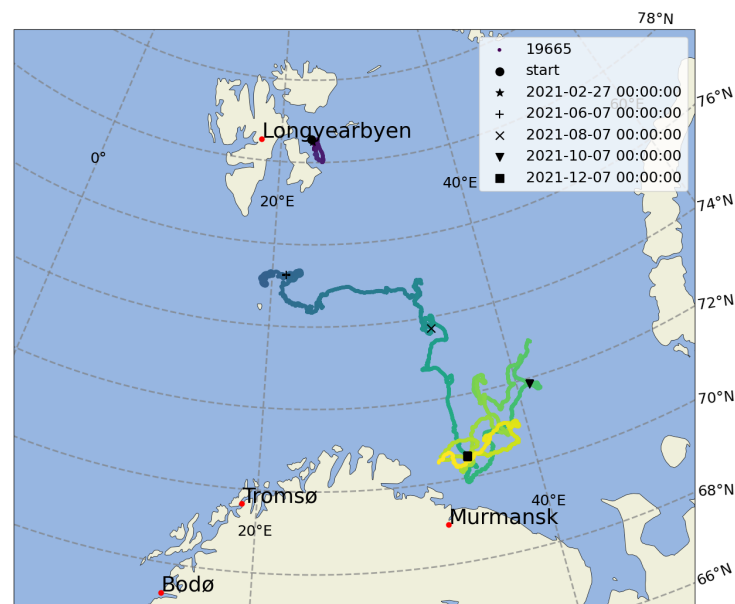 78°N
19665
start
2021-02-27 00:00:00
2021-06-07 00:00:00
2021-08-07 00:00:00
2021-10-07 00:00:00
2021-12-07 00:00:00
60°E
76°N
Longyearbyen
0°
40°E
20°E
74°N
72°N
70°N
68°N
Tromsø
40°E
Murmansk
20°E
66°N
Bodø